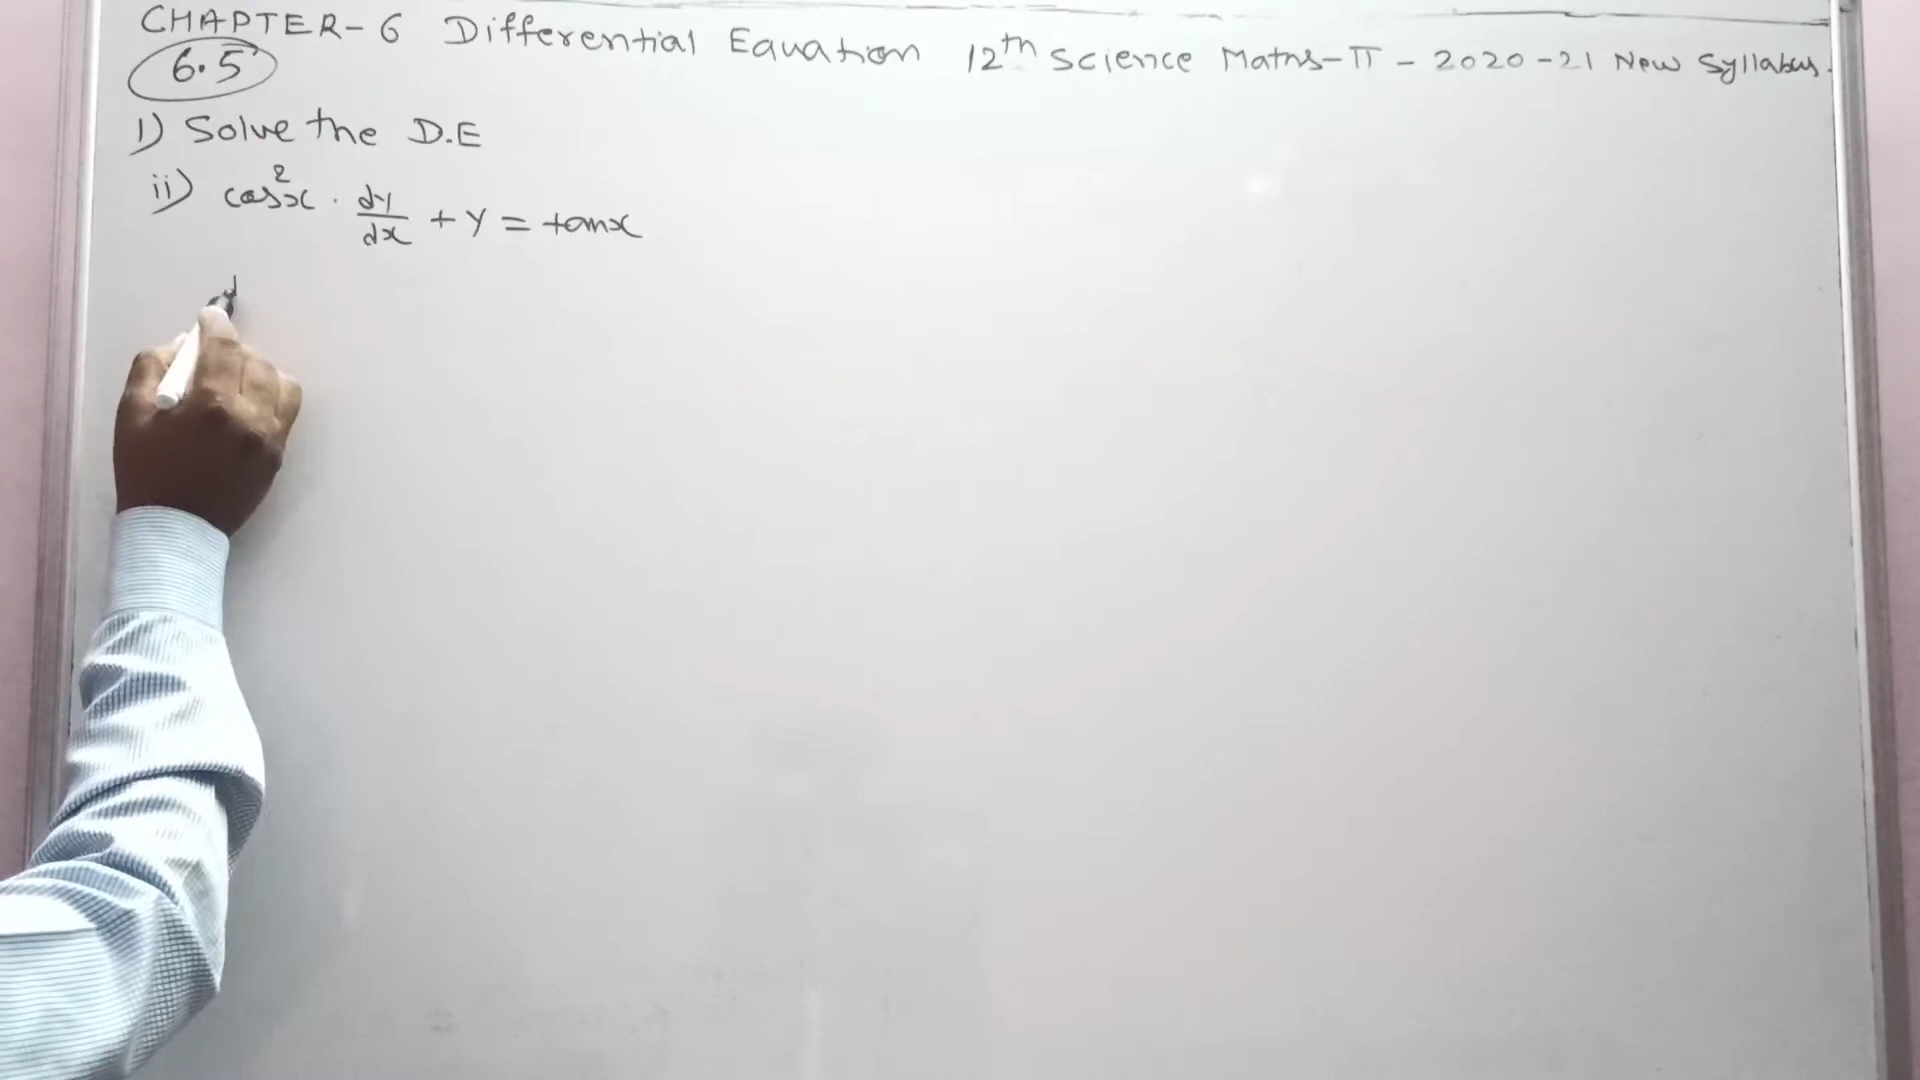 CHAPTER-6 Differential Equation 12th Science Maths-II - 2020-21 New Syllabus.
6.5
1) Solve the D.E
ii) cos²x · dy/dx + y = tanx